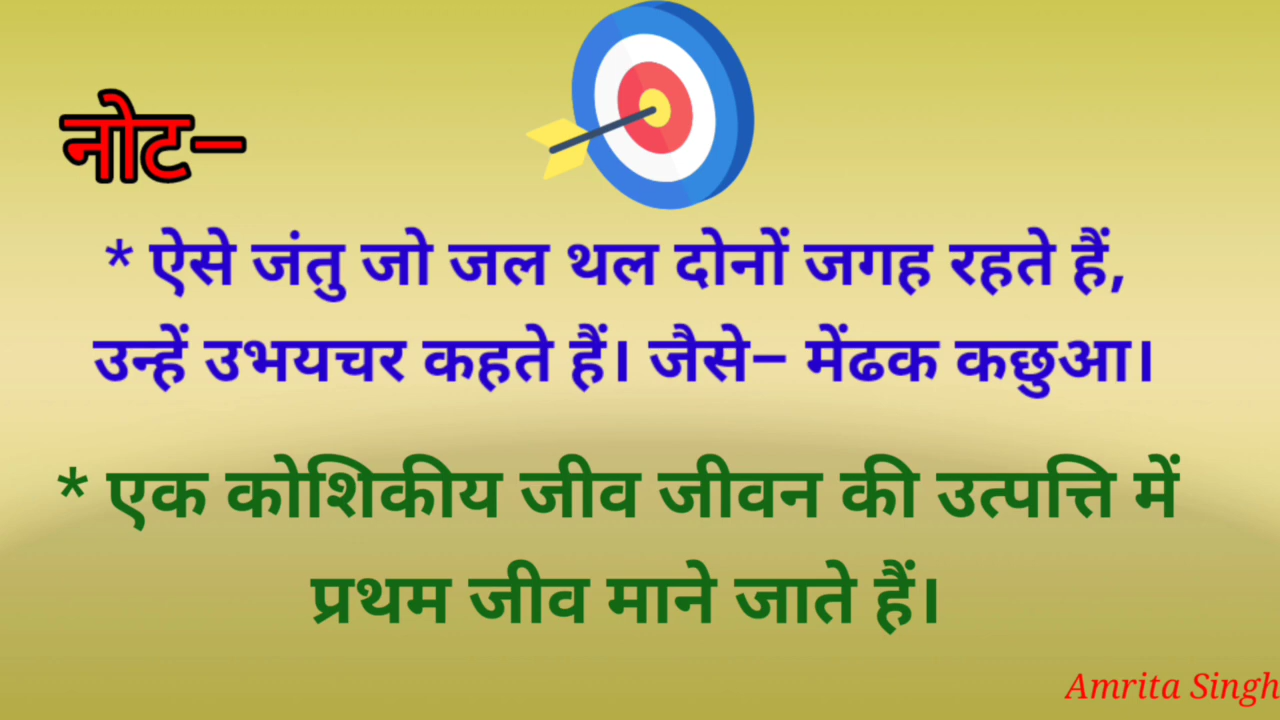 नोट–
* ऐसे जंतु जो जल थल दोनों जगह रहते हैं,
उन्हें उभयचर कहते हैं। जैसे– मेंढक कछुआ।
* एक कोशिकीय जीव जीवन की उत्पत्ति में
प्रथम जीव माने जाते हैं।
Amrita Singh